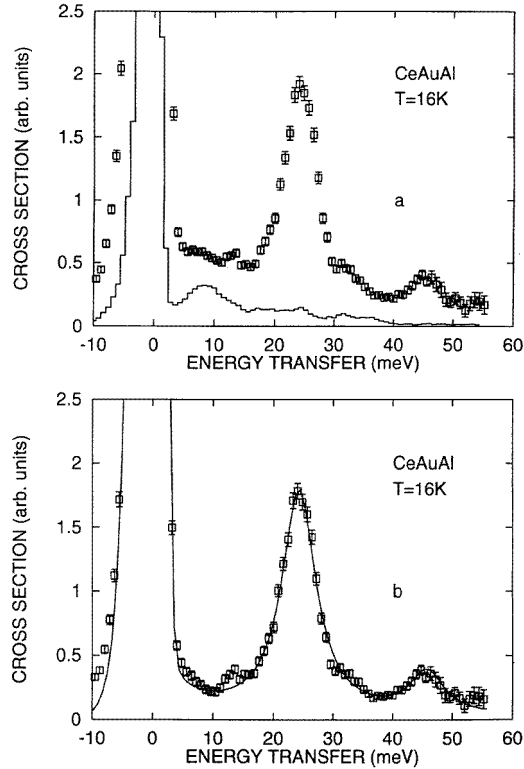 2.5
2
1.5
1
0.5
0
CROSS SECTION (arb. units)
CeAuAl
T=16K
a
-10 0 10 20 30 40 50 60
ENERGY TRANSFER (meV)
2.5
2
1.5
1
0.5
0
CROSS SECTION (arb. units)
CeAuAl
T=16K
b
-10 0 10 20 30 40 50 60
ENERGY TRANSFER (meV)